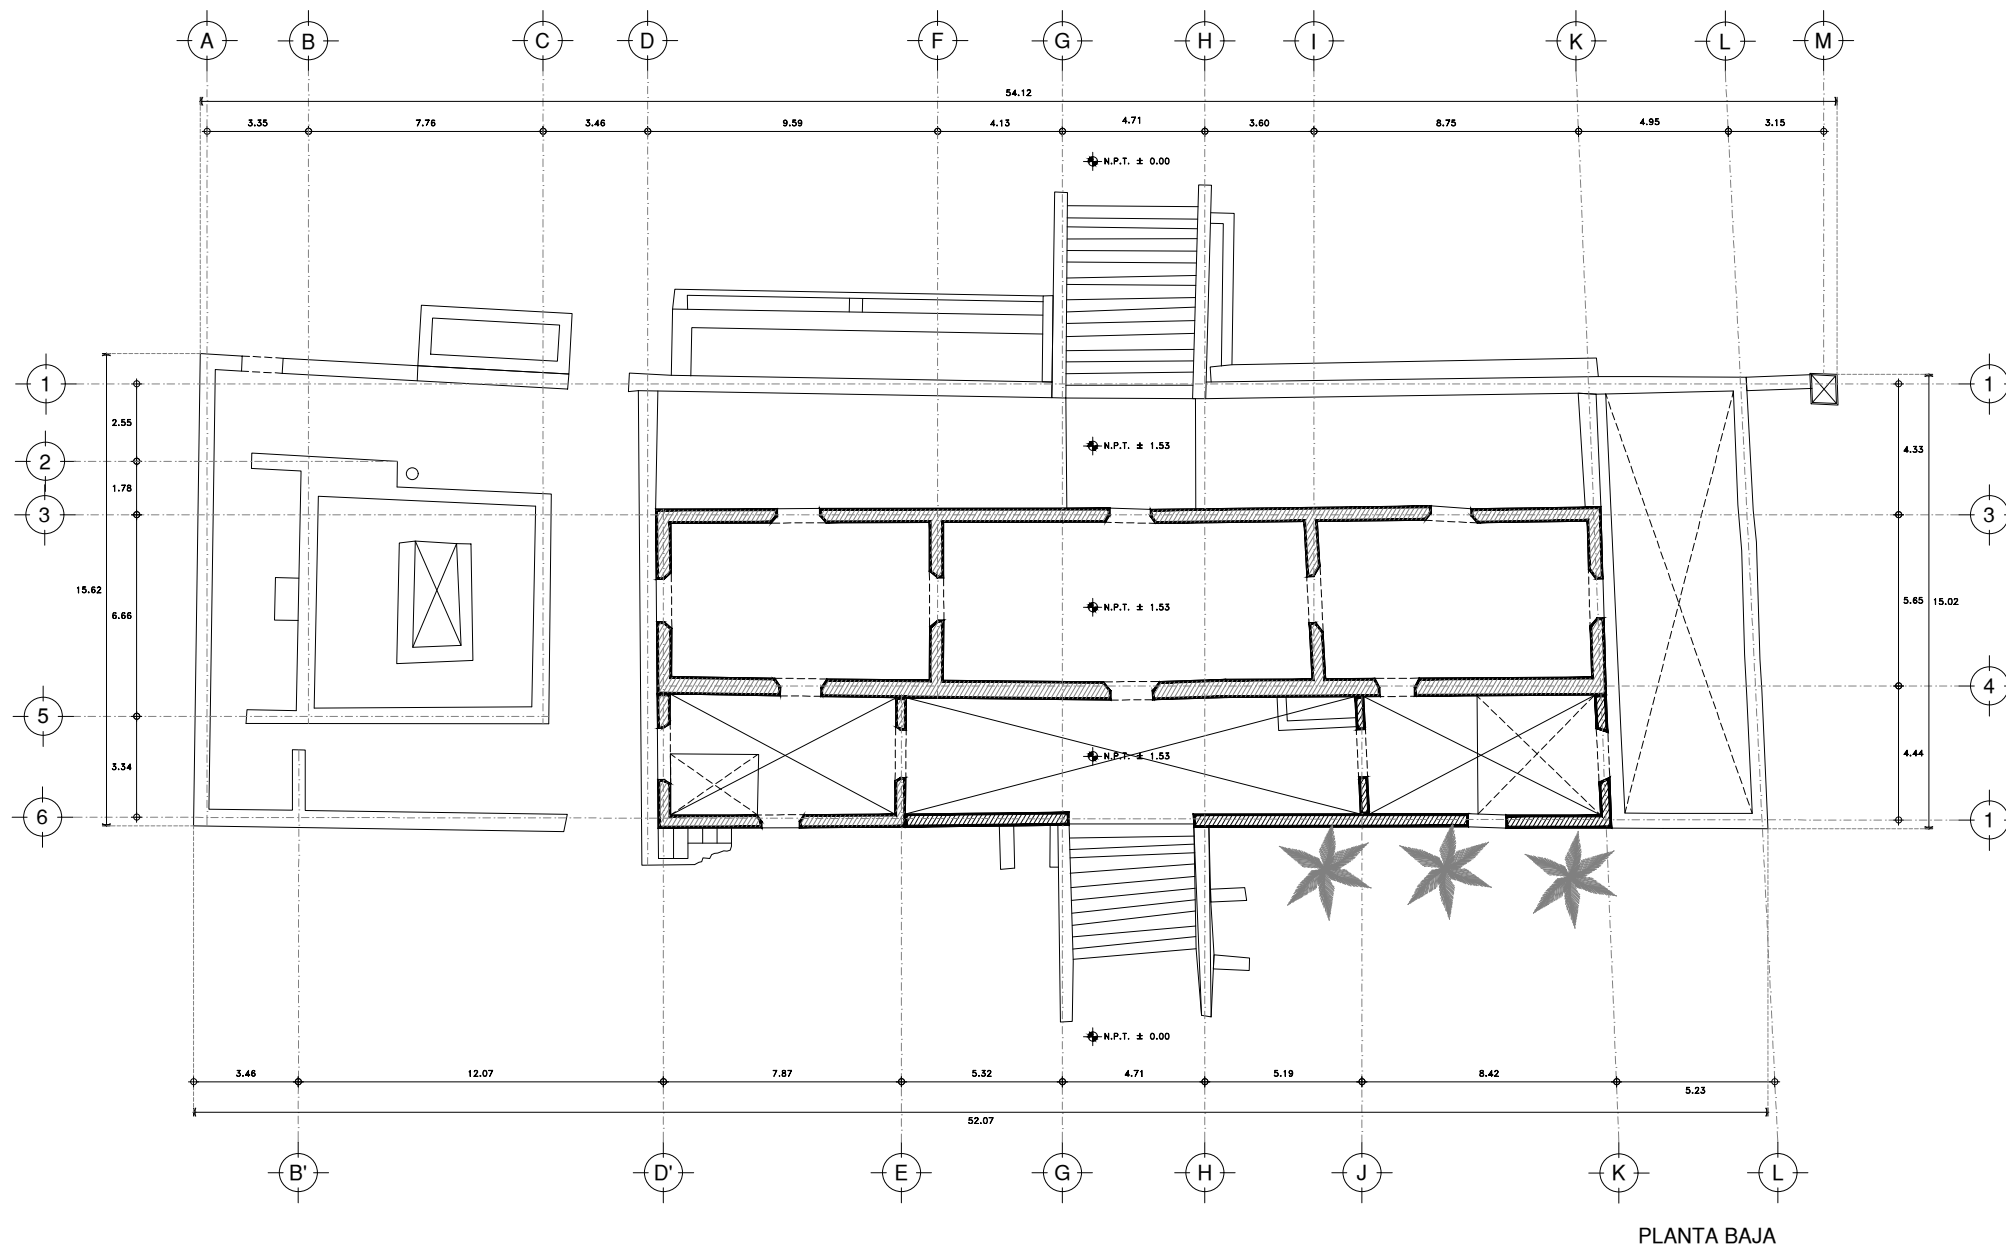 A B C D F G H I K L M
54.12
3.35 7.76 3.46 9.59 4.13 4.71 3.60 8.75 4.95 3.15
N.P.T. ± 0.00
1 1
2.55
2
N.P.T. ± 1.53 4.33
1.78
3 3
15.62 6.66 N.P.T. ± 1.53 5.65 15.02
4
5
3.34 N.P.T. ± 1.53 4.44
6 1
N.P.T. ± 0.00
3.46 12.07 7.87 5.32 4.71 5.19 8.42 5.23
52.07
B' D' E G H J K L
PLANTA BAJA